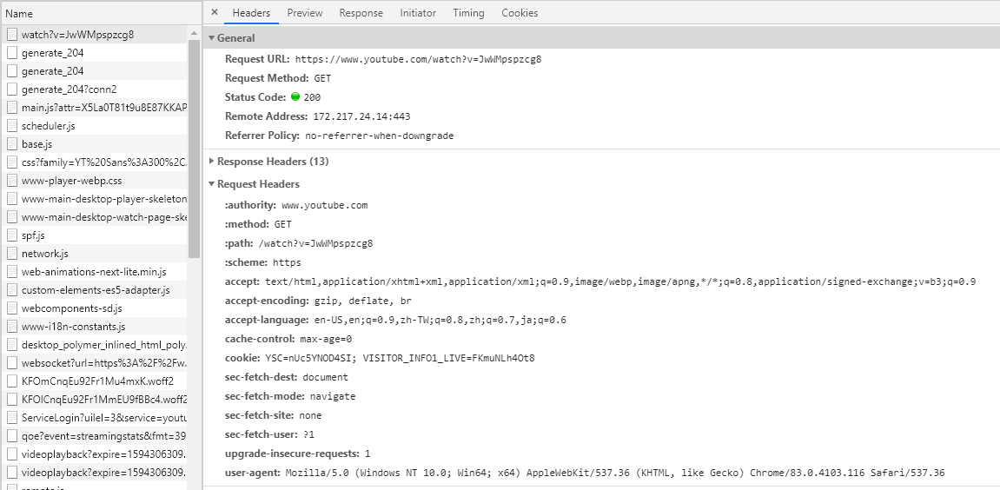 Name
× Headers Preview Response Initiator Timing Cookies
watch?v=JwWMpspzcg8
generate_204
generate_204
generate_204?conn2
main.js?attr=X5La0T81t9u8E87KKAP
scheduler.js
base.js
css?family=YT%20Sans%3A300%2C.
www-player-webp.css
www-main-desktop-player-skeleton
www-main-desktop-watch-page-ske
spf.js
network.js
web-animations-next-lite.min.js
custom-elements-es5-adapter.js
webcomponents-sd.js
www-i18n-constants.js
desktop_polymer_inlined_html_poly.
websocket?url=https%3A%2F%2Fw.
KFOmCnqEu92Fr1Mu4mxK.woff2
KFOlCnqEu92Fr1MmEU9fBBc4.woff2
ServiceLogin?uilel=3&service=youtu
qoe?event=streamingstats&fmt=39
videoplayback?expire=1594306309.
videoplayback?expire=1594306309.
remote.js
General
Request URL: https://www.youtube.com/watch?v=JwWMpspzcg8
Request Method: GET
Status Code: 200
Remote Address: 172.217.24.14:443
Referrer Policy: no-referrer-when-downgrade
Response Headers (13)
Request Headers
:authority: www.youtube.com
:method: GET
:path: /watch?v=JwWMpspzcg8
:scheme: https
accept: text/html,application/xhtml+xml,application/xml;q=0.9,image/webp,image/apng,*/*;q=0.8,application/signed-exchange;v=b3;q=0.9
accept-encoding: gzip, deflate, br
accept-language: en-US,en;q=0.9,zh-TW;q=0.8,zh;q=0.7,ja;q=0.6
cache-control: max-age=0
cookie: YSC=nUc5YNOD4SI; VISITOR_INFO1_LIVE=FKmuNLh4Ot8
sec-fetch-dest: document
sec-fetch-mode: navigate
sec-fetch-site: none
sec-fetch-user: ?1
upgrade-insecure-requests: 1
user-agent: Mozilla/5.0 (Windows NT 10.0; Win64; x64) AppleWebKit/537.36 (KHTML, like Gecko) Chrome/83.0.4103.116 Safari/537.36